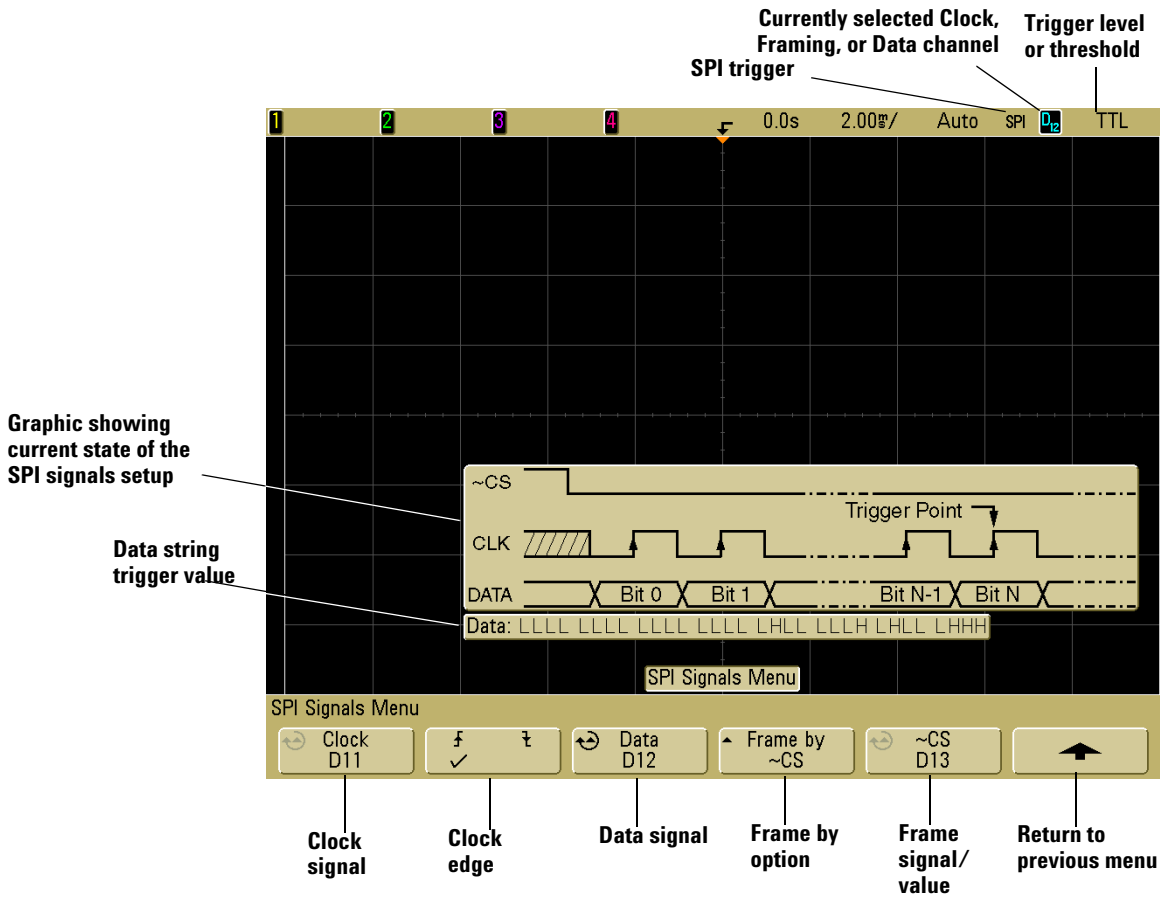 Currently selected Clock,
Framing, or Data channel
Trigger level
or threshold
SPI trigger
1 2 3 4 0.0s 2.00㎷/ Auto SPI D12 TTL
Graphic showing
current state of the
SPI signals setup
~CS
Trigger Point
CLK
DATA Bit 0 Bit 1 Bit N-1 Bit N
Data string
trigger value
Data: LLLL LLLL LLLL LLLL LHLL LLLH LHLL LHHH
SPI Signals Menu
SPI Signals Menu
Clock
D11
Data
D12
Frame by
~CS
~CS
D13
Clock
signal
Clock
edge
Data signal
Frame by
option
Frame
signal/
value
Return to
previous menu